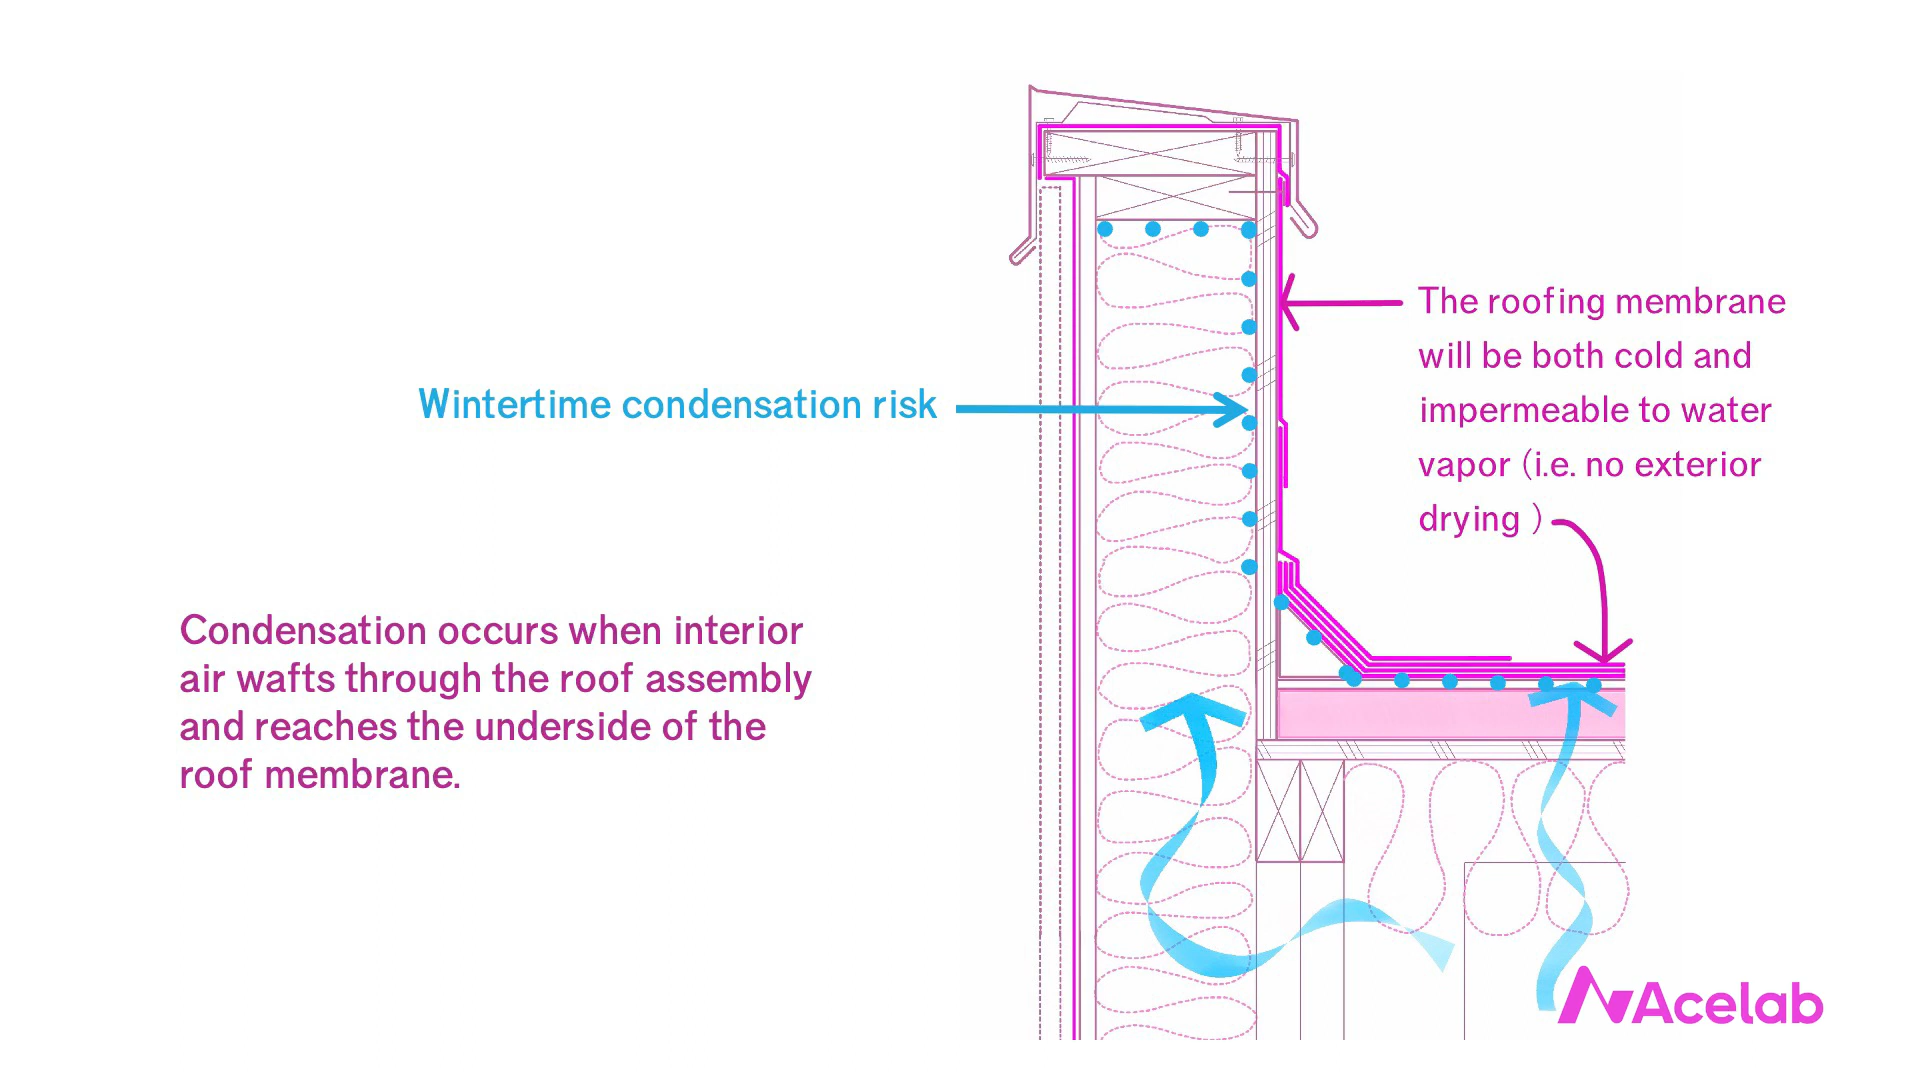 The roofing membrane
will be both cold and
impermeable to water
vapor (i.e. no exterior
drying )
Wintertime condensation risk
Condensation occurs when interior
air wafts through the roof assembly
and reaches the underside of the
roof membrane.
Acelab